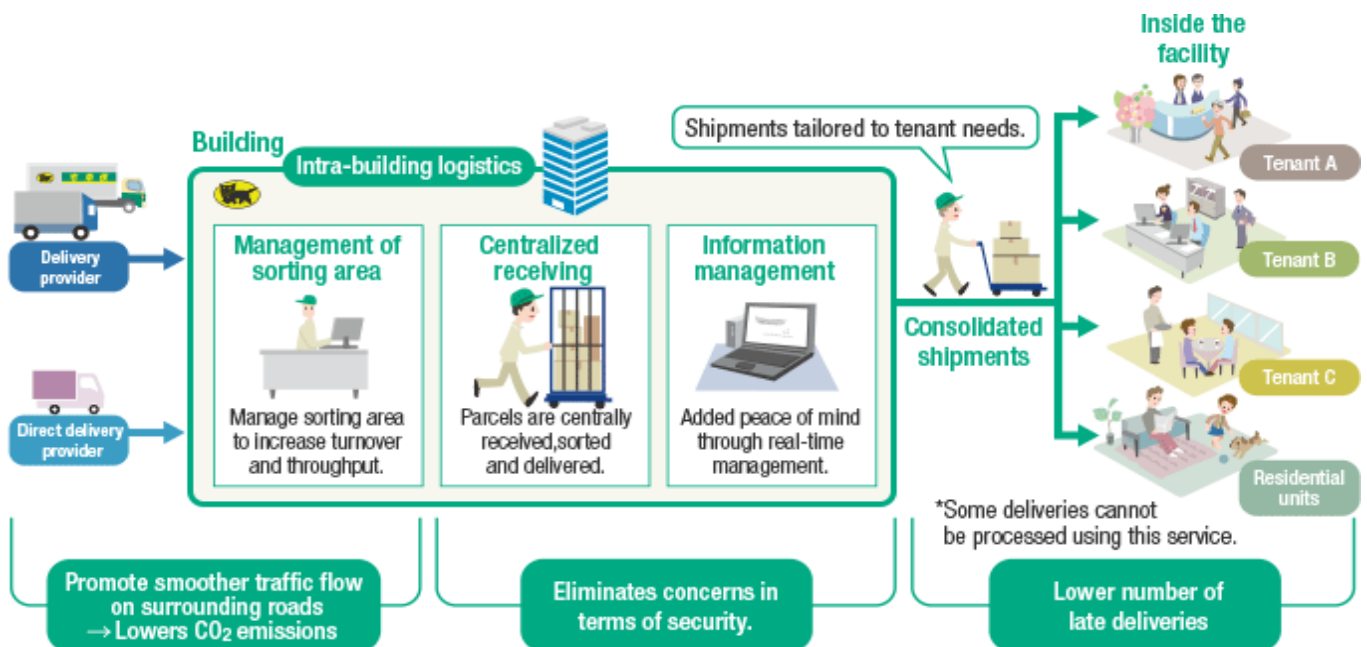 Inside the
facility
Shipments tailored to tenant needs.
Building
Intra-building logistics
Tenant A
Delivery
provider
Management of
sorting area
Centralized
receiving
Information
management
Tenant B
Consolidated
shipments
Tenant C
Direct delivery
provider
Manage sorting area
to increase turnover
and throughput.
Parcels are centrally
received,sorted
and delivered.
Added peace of mind
through real-time
management.
Residential
units
*Some deliveries cannot
be processed using this service.
Promote smoother traffic flow
on surrounding roads
→Lowers CO₂ emissions
Eliminates concerns in
terms of security.
Lower number of
late deliveries